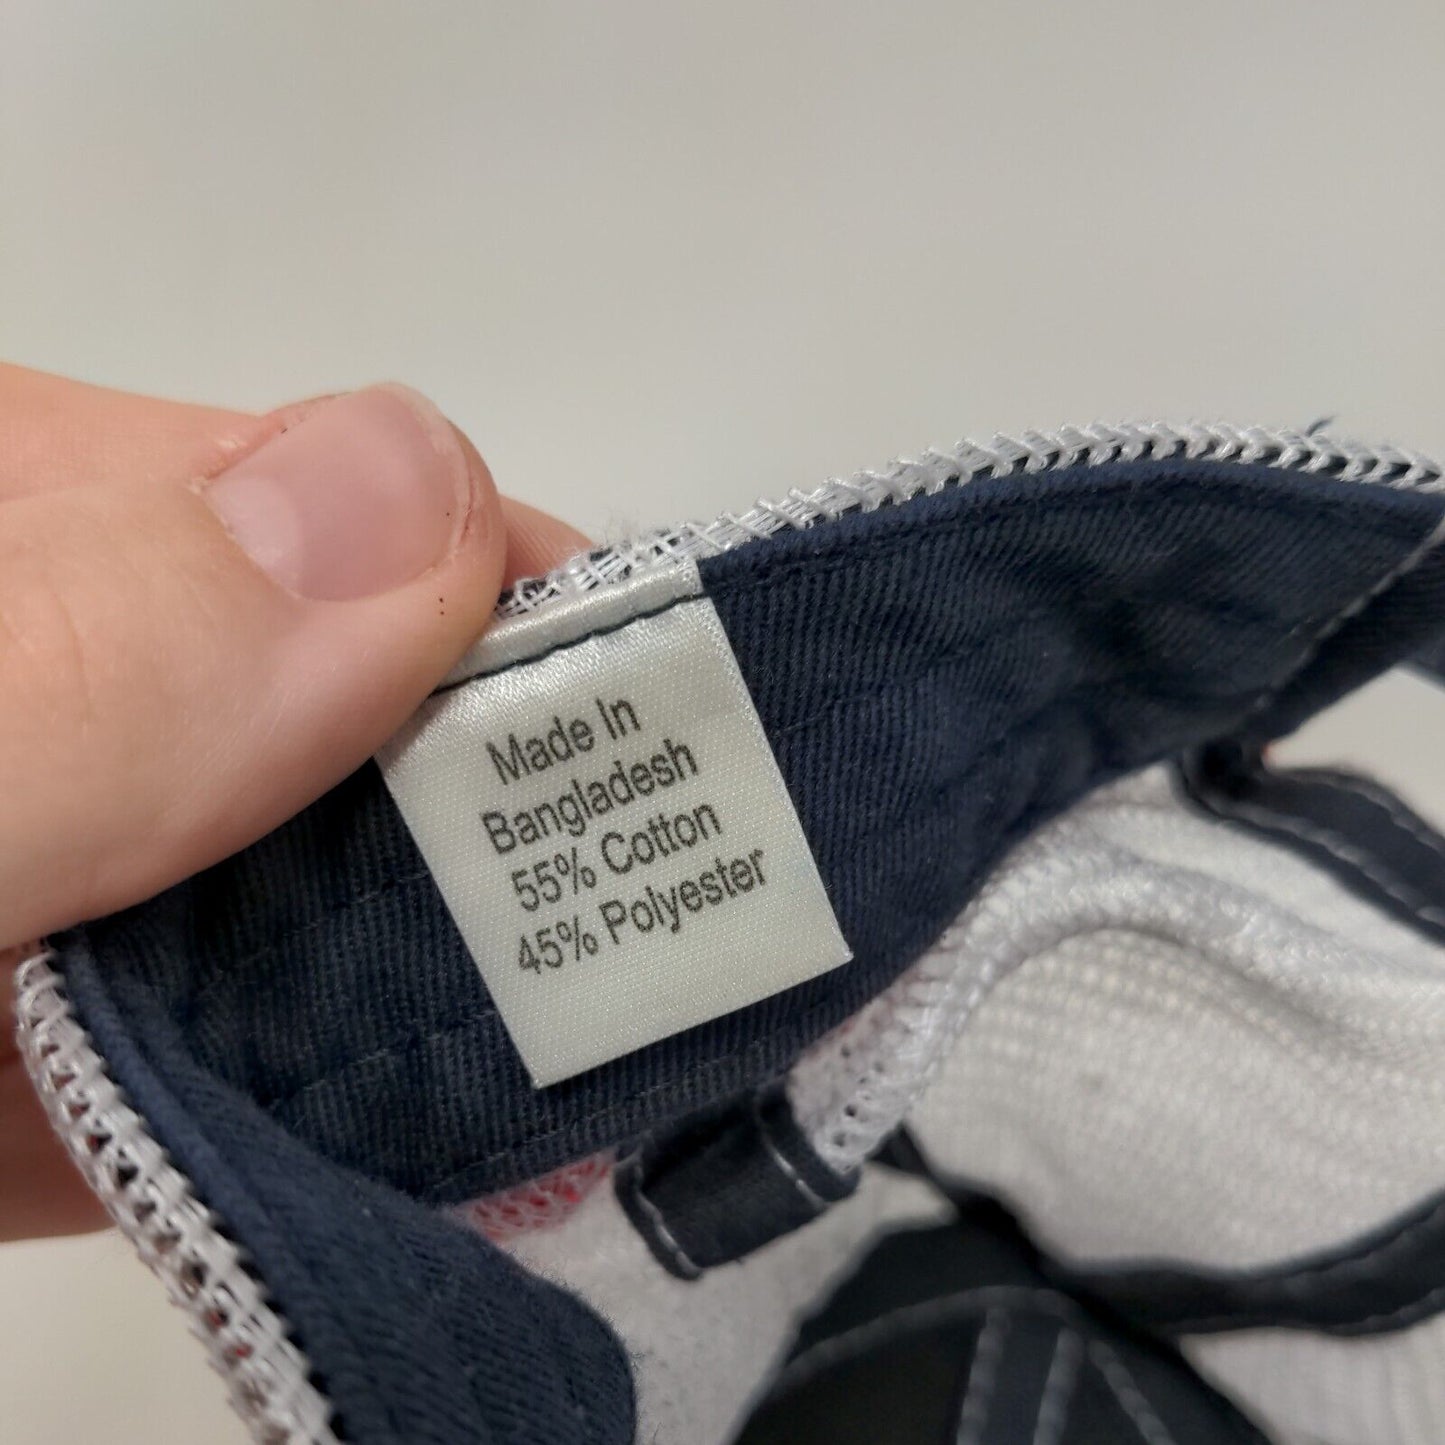 Made In
Bangladesh
55% Cotton
45% Polyester